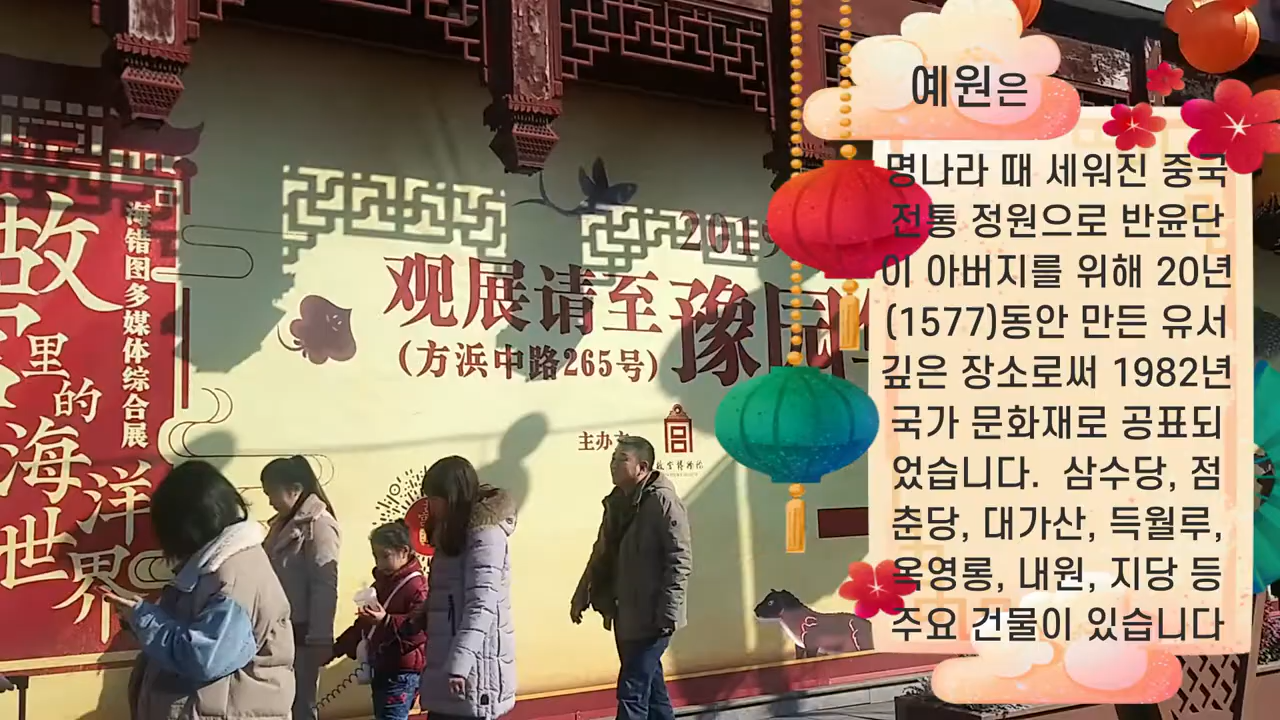 故
里
的
海
洋
世
界
海错图多媒体综合展
2019
观展请至豫园
(方浜中路265号)
主办
예원은
명나라 때 세워진 중국
전통 정원으로 반윤단
이 아버지를 위해 20년
(1577)동안 만든 유서
깊은 장소로써 1982년
국가 문화재로 공표되
었습니다. 삼수당, 점
춘당, 대가산, 득월루,
옥영롱, 내원, 지당 등
주요 건물이 있습니다